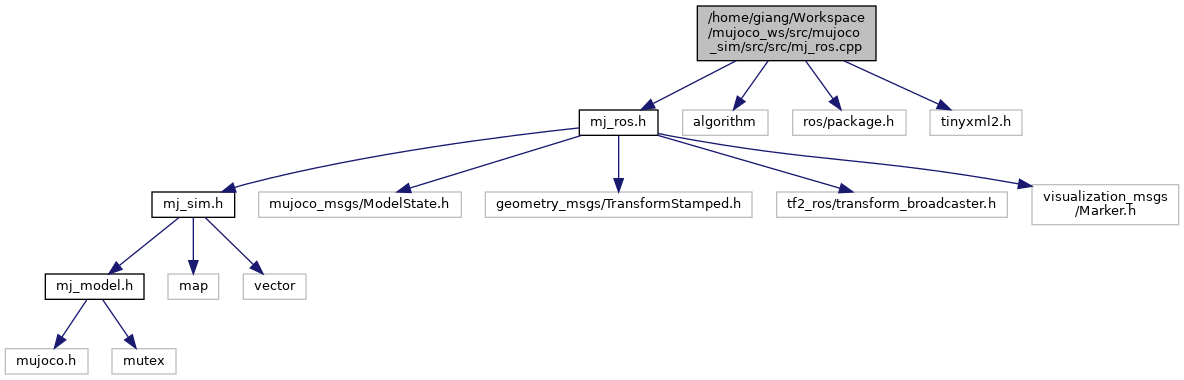 /home/giang/Workspace
/mujoco_ws/src/mujoco
_sim/src/src/mj_ros.cpp
mj_ros.h
algorithm
ros/package.h
tinyxml2.h
mj_sim.h
mujoco_msgs/ModelState.h
geometry_msgs/TransformStamped.h
tf2_ros/transform_broadcaster.h
visualization_msgs
/Marker.h
mj_model.h
map
vector
mujoco.h
mutex